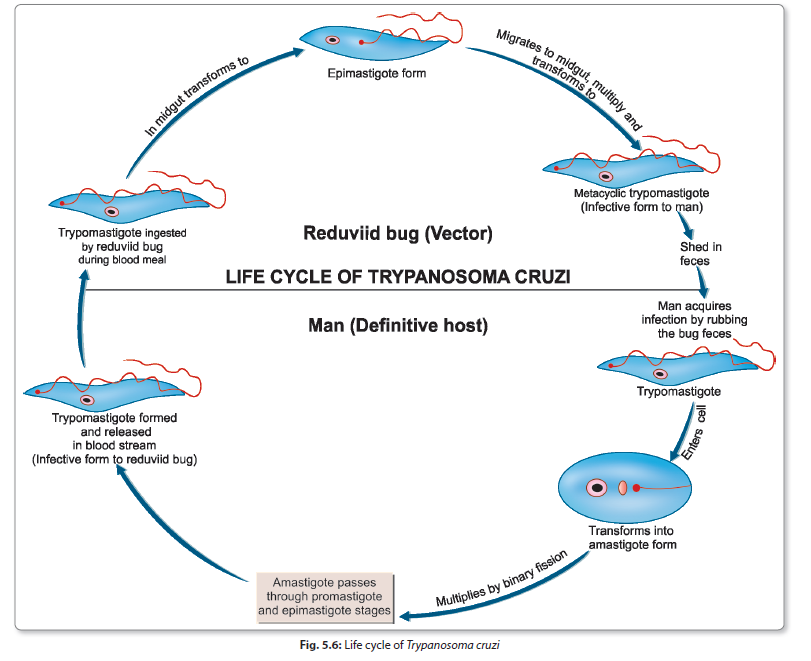 Epimastigote form
Migrates to midgut, multiply and
transforms to
Metacyclic trypomastigote
(Infective form to man)
Shed in
feces
Man acquires
infection by rubbing
the bug feces
Trypomastigote
Enters cell
Transforms into
amastigote form
Multiplies by binary fission
Amastigote passes
through promastigote
and epimastigote stages
Trypomastigote formed
and released
in blood stream
(Infective form to reduviid bug)
Trypomastigote ingested
by reduviid bug
during blood meal
In midgut transforms to
Reduviid bug (Vector)
LIFE CYCLE OF TRYPANOSOMA CRUZI
Man (Definitive host)
Fig. 5.6: Life cycle of Trypanosoma cruzi